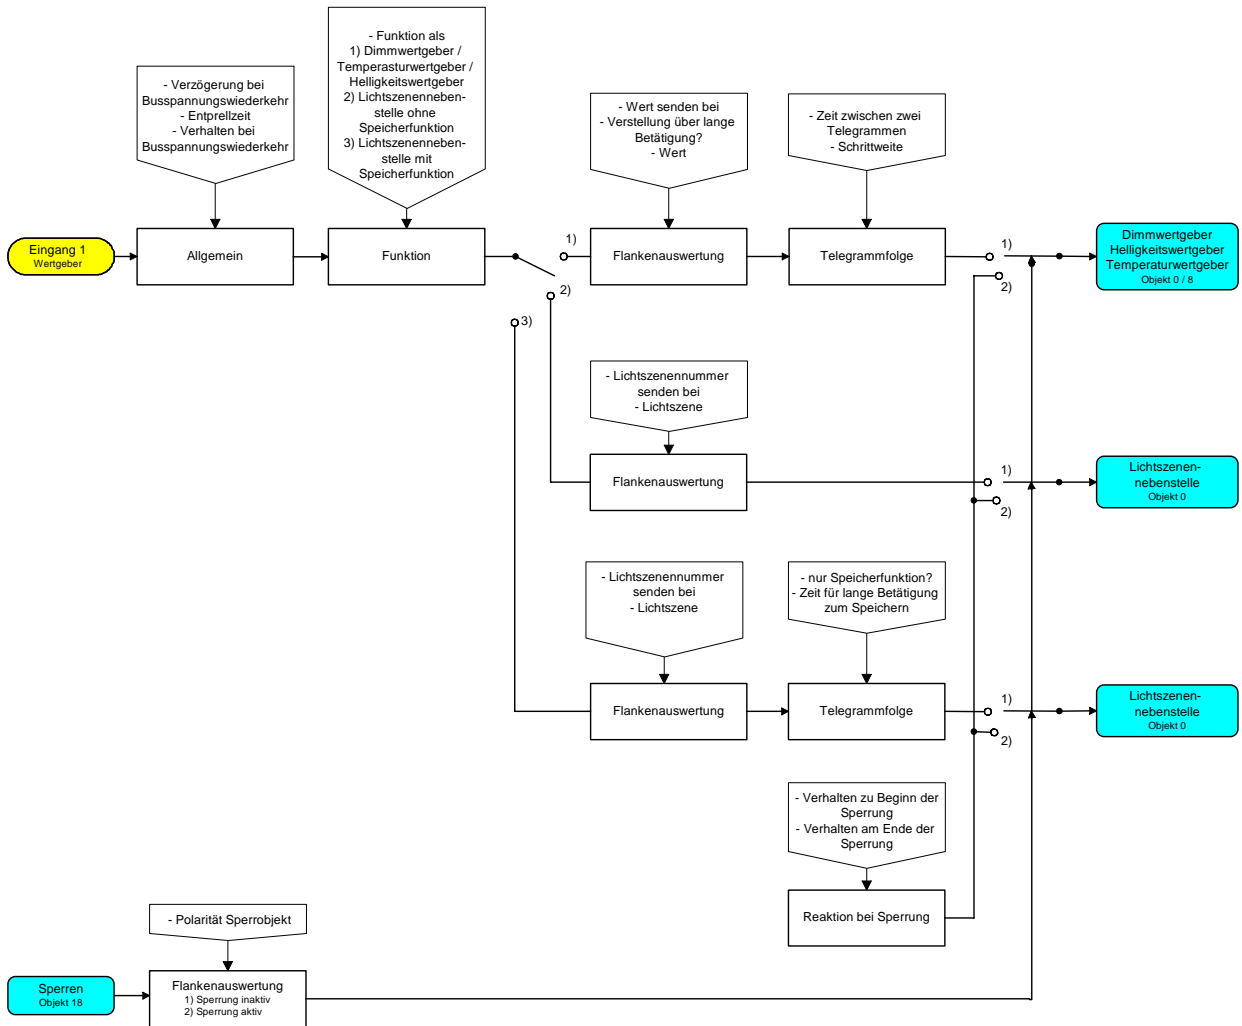 - Funktion als
1) Dimmwertgeber /
Temperasturwertgeber /
Helligkeitswertgeber
2) Lichtszenenneben-
stelle ohne
Speicherfunktion
3) Lichtszenenneben-
stelle mit
Speicherfunktion
- Verzögerung bei
Busspannungswiederkehr
- Entprellzeit
- Verhalten bei
Busspannungswiederkehr
- Wert senden bei
- Verstellung über lange
Betätigung?
- Wert
- Zeit zwischen zwei
Telegrammen
- Schrittweite
Eingang 1
Wertgeber
Allgemein
Funktion
1)
2)
3)
Flankenauswertung
Telegrammfolge
1)
2)
Dimmwertgeber
Helligkeitswertgeber
Temperaturwertgeber
Objekt 0 / 8
- Lichtszenennummer
senden bei
- Lichtszene
Flankenauswertung
1)
2)
Lichtszenen-
nebenstelle
Objekt 0
- Lichtszenennummer
senden bei
- Lichtszene
- nur Speicherfunktion?
- Zeit für lange Betätigung
zum Speichern
Flankenauswertung
Telegrammfolge
1)
2)
Lichtszenen-
nebenstelle
Objekt 0
- Verhalten zu Beginn der
Sperrung
- Verhalten am Ende der
Sperrung
Reaktion bei Sperrung
- Polarität Sperrobjekt
Sperren
Objekt 18
Flankenauswertung
1) Sperrung inaktiv
2) Sperrung aktiv